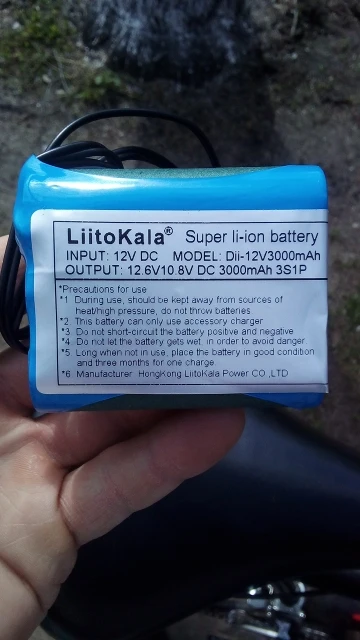 LiitoKala® Super li-ion battery
INPUT: 12V DC MODEL: Dii-12V3000mAh
OUTPUT: 12.6V10.8V DC 3000mAh 3S1P
*Precautions for use:
*1 During use, should be kept away from sources of
heat/high pressure, do not throw batteries
*2 This battery can only use accessory charger
*3 Do not short-circuit the battery positive and negative
*4 Do not let the battery gets wet, in order to avoid danger
*5 Long when not in use, place the battery in good condition
and three months for one charge
*6 Manufacturer HongKong LiitoKala Power CO.,LTD